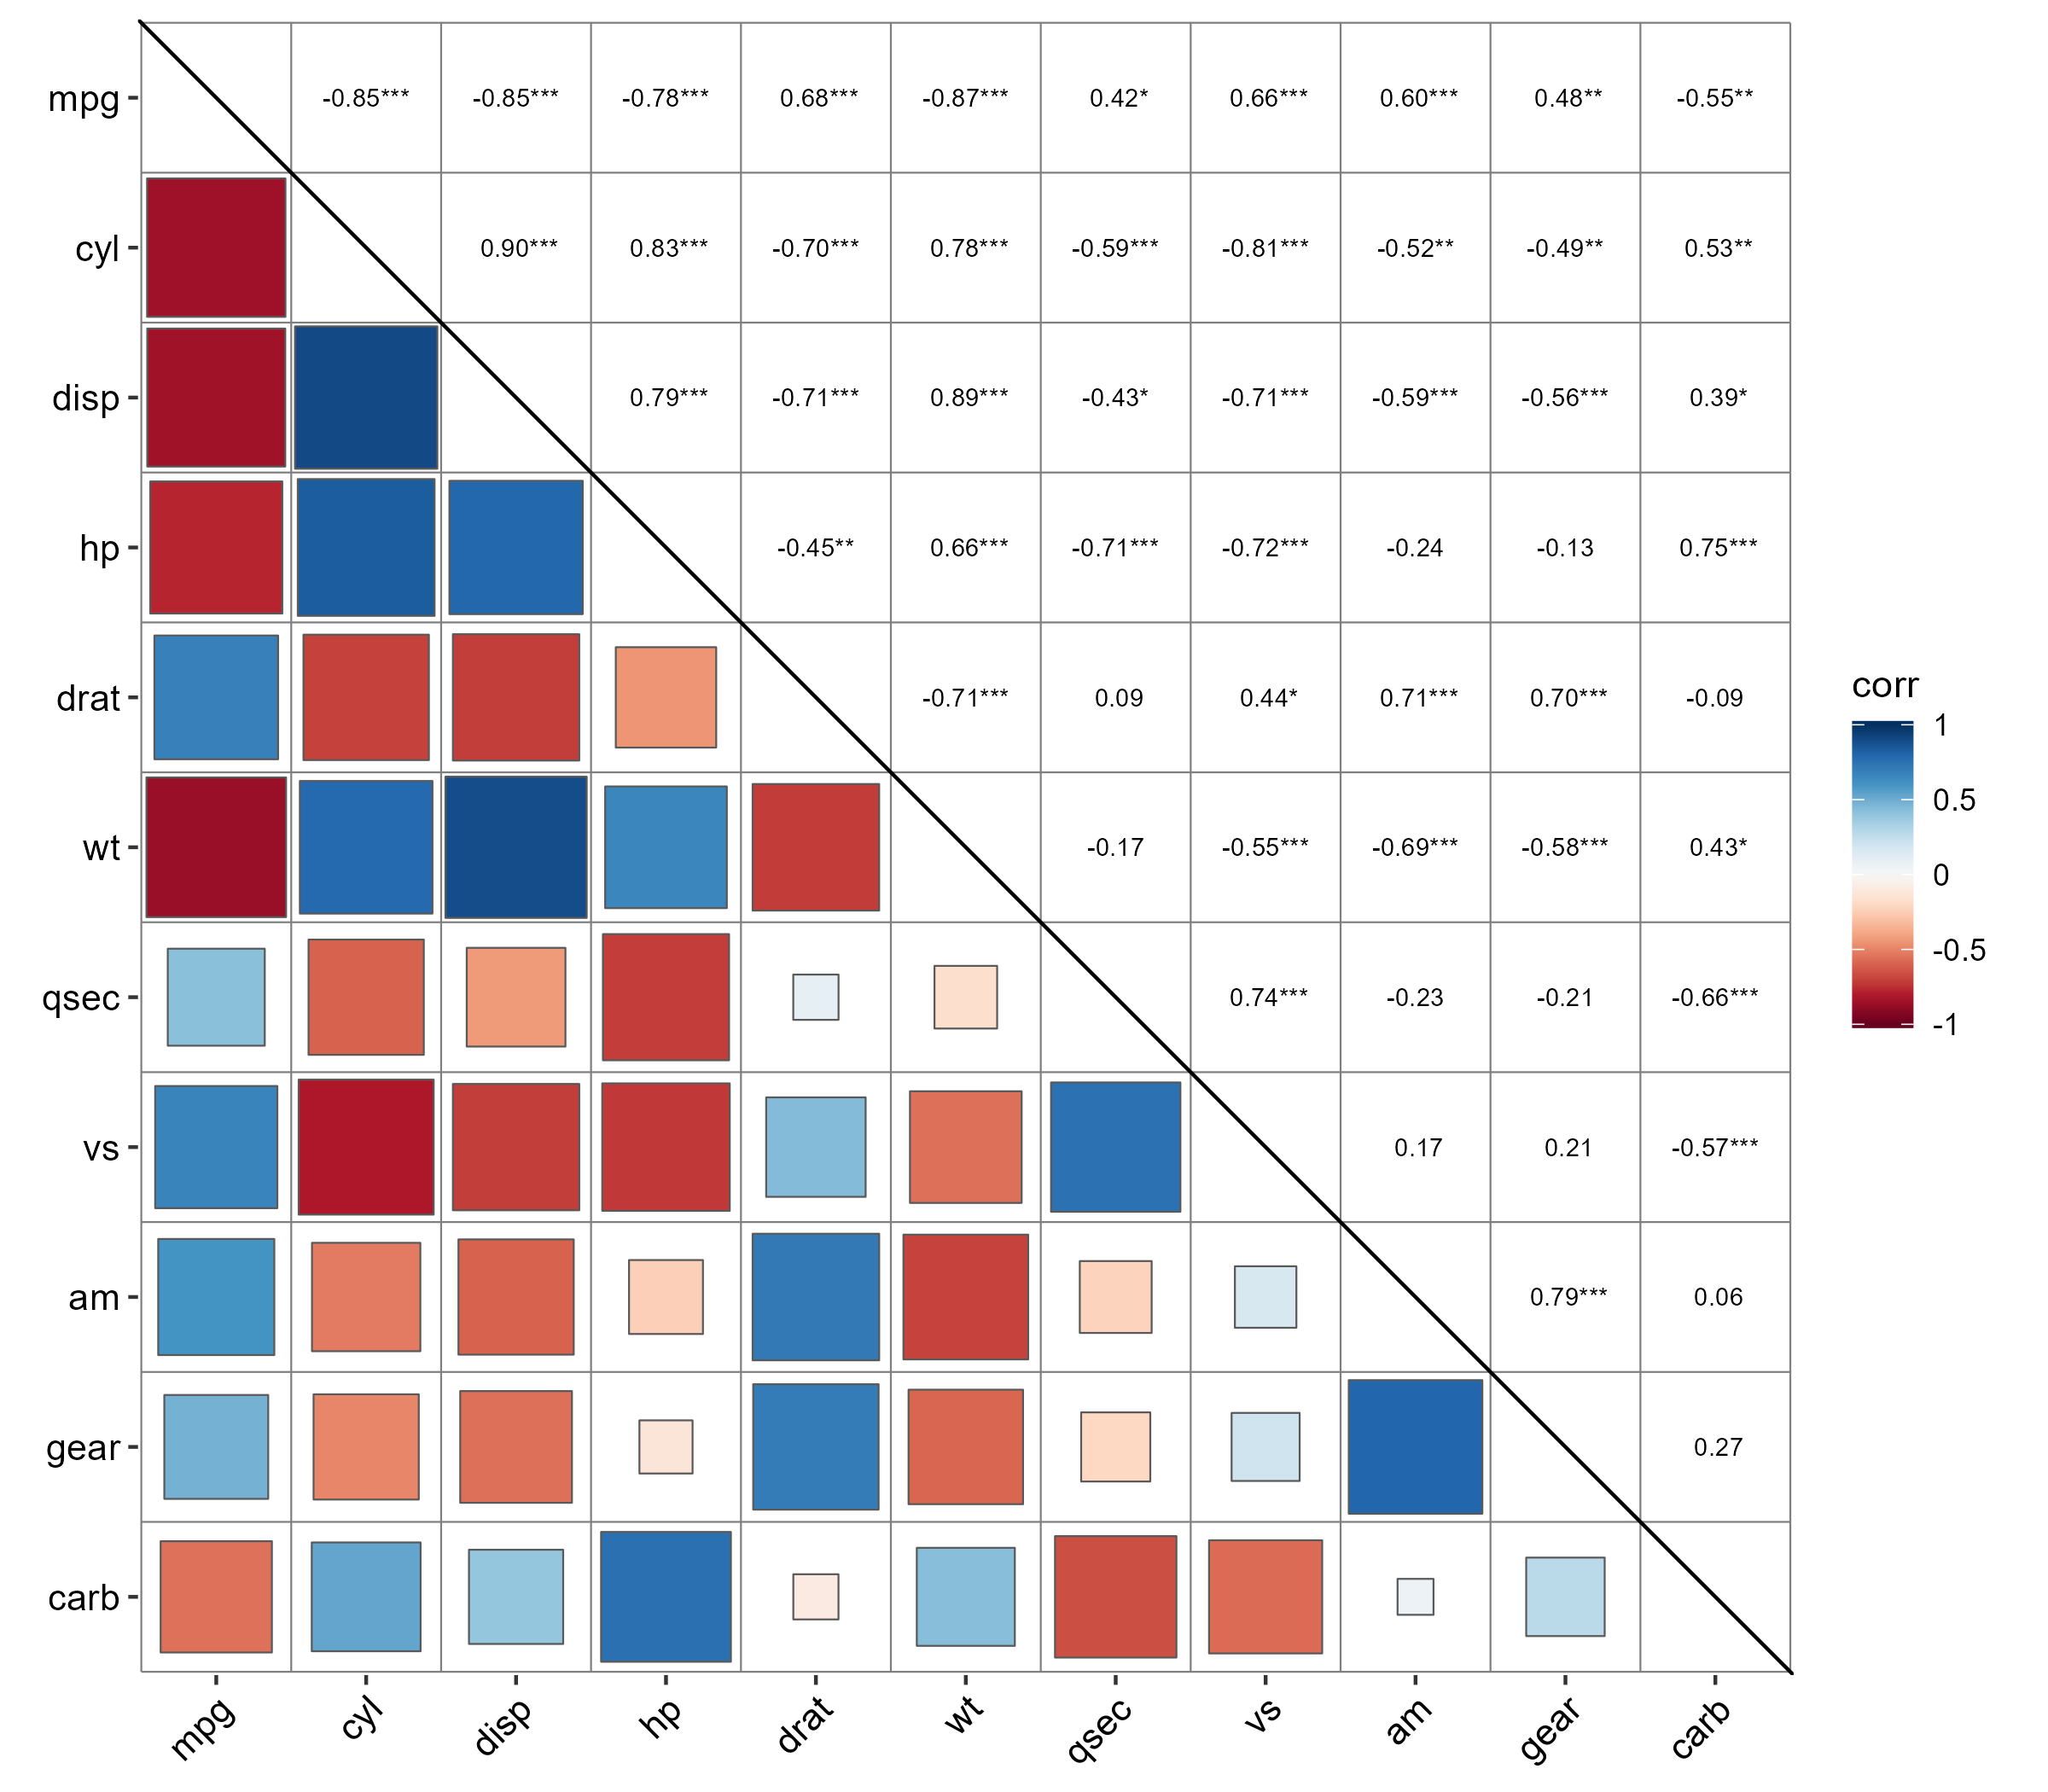 mpg -0.85*** -0.85*** -0.78*** 0.68*** -0.87*** 0.42* 0.66*** 0.60*** 0.48** -0.55**
cyl 0.90*** 0.83*** -0.70*** 0.78*** -0.59*** -0.81*** -0.52** -0.49** 0.53**
disp 0.79*** -0.71*** 0.89*** -0.43* -0.71*** -0.59*** -0.56*** 0.39*
hp -0.45** 0.66*** -0.71*** -0.72*** -0.24 -0.13 0.75***
drat -0.71*** 0.09 0.44* 0.71*** 0.70*** -0.09
wt -0.17 -0.55*** -0.69*** -0.58*** 0.43*
qsec 0.74*** -0.23 -0.21 -0.66***
vs 0.17 0.21 -0.57***
am 0.79*** 0.06
gear 0.27
carb
mpg cyl disp hp drat wt qsec vs am gear carb
corr
1
0.5
0
-0.5
-1